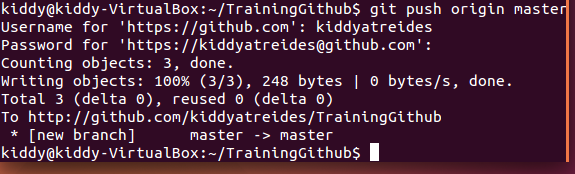 kiddy@kiddy-VirtualBox:~/TrainingGithub$ git push origin master
Username for 'https://github.com': kiddyatreides
Password for 'https://kiddyatreides@github.com':
Counting objects: 3, done.
Writing objects: 100% (3/3), 248 bytes | 0 bytes/s, done.
Total 3 (delta 0), reused 0 (delta 0)
To http://github.com/kiddyatreides/TrainingGithub
 * [new branch]      master -> master
kiddy@kiddy-VirtualBox:~/TrainingGithub$